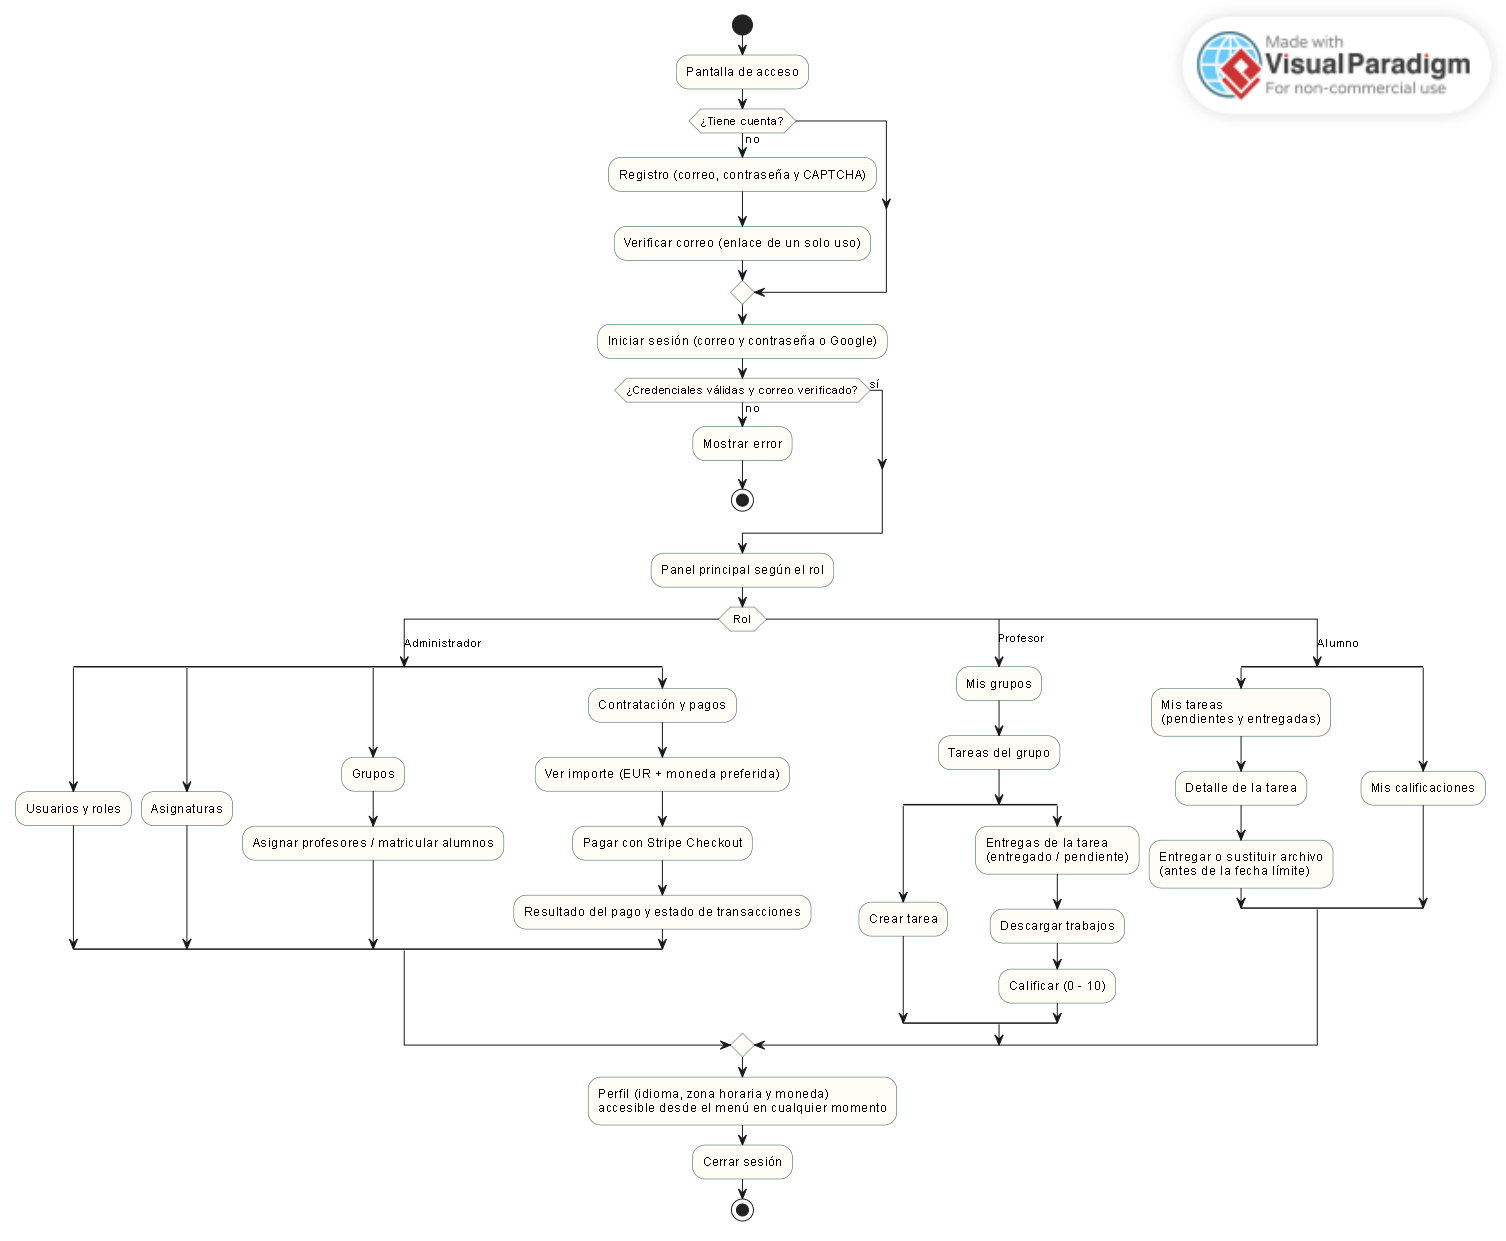 Made with
Visual Paradigm
For non-commercial use
Pantalla de acceso
¿Tiene cuenta?
no
Registro (correo, contraseña y CAPTCHA)
Verificar correo (enlace de un solo uso)
Iniciar sesión (correo y contraseña o Google)
¿Credenciales válidas y correo verificado?
sí
no
Mostrar error
Panel principal según el rol
Rol
Administrador
Profesor
Alumno
Usuarios y roles
Asignaturas
Grupos
Asignar profesores / matricular alumnos
Contratación y pagos
Ver importe (EUR + moneda preferida)
Pagar con Stripe Checkout
Resultado del pago y estado de transacciones
Mis grupos
Tareas del grupo
Crear tarea
Entregas de la tarea
(entregado / pendiente)
Descargar trabajos
Calificar (0 - 10)
Mis tareas
(pendientes y entregadas)
Detalle de la tarea
Entregar o sustituir archivo
(antes de la fecha límite)
Mis calificaciones
Perfil (idioma, zona horaria y moneda)
accesible desde el menú en cualquier momento
Cerrar sesión